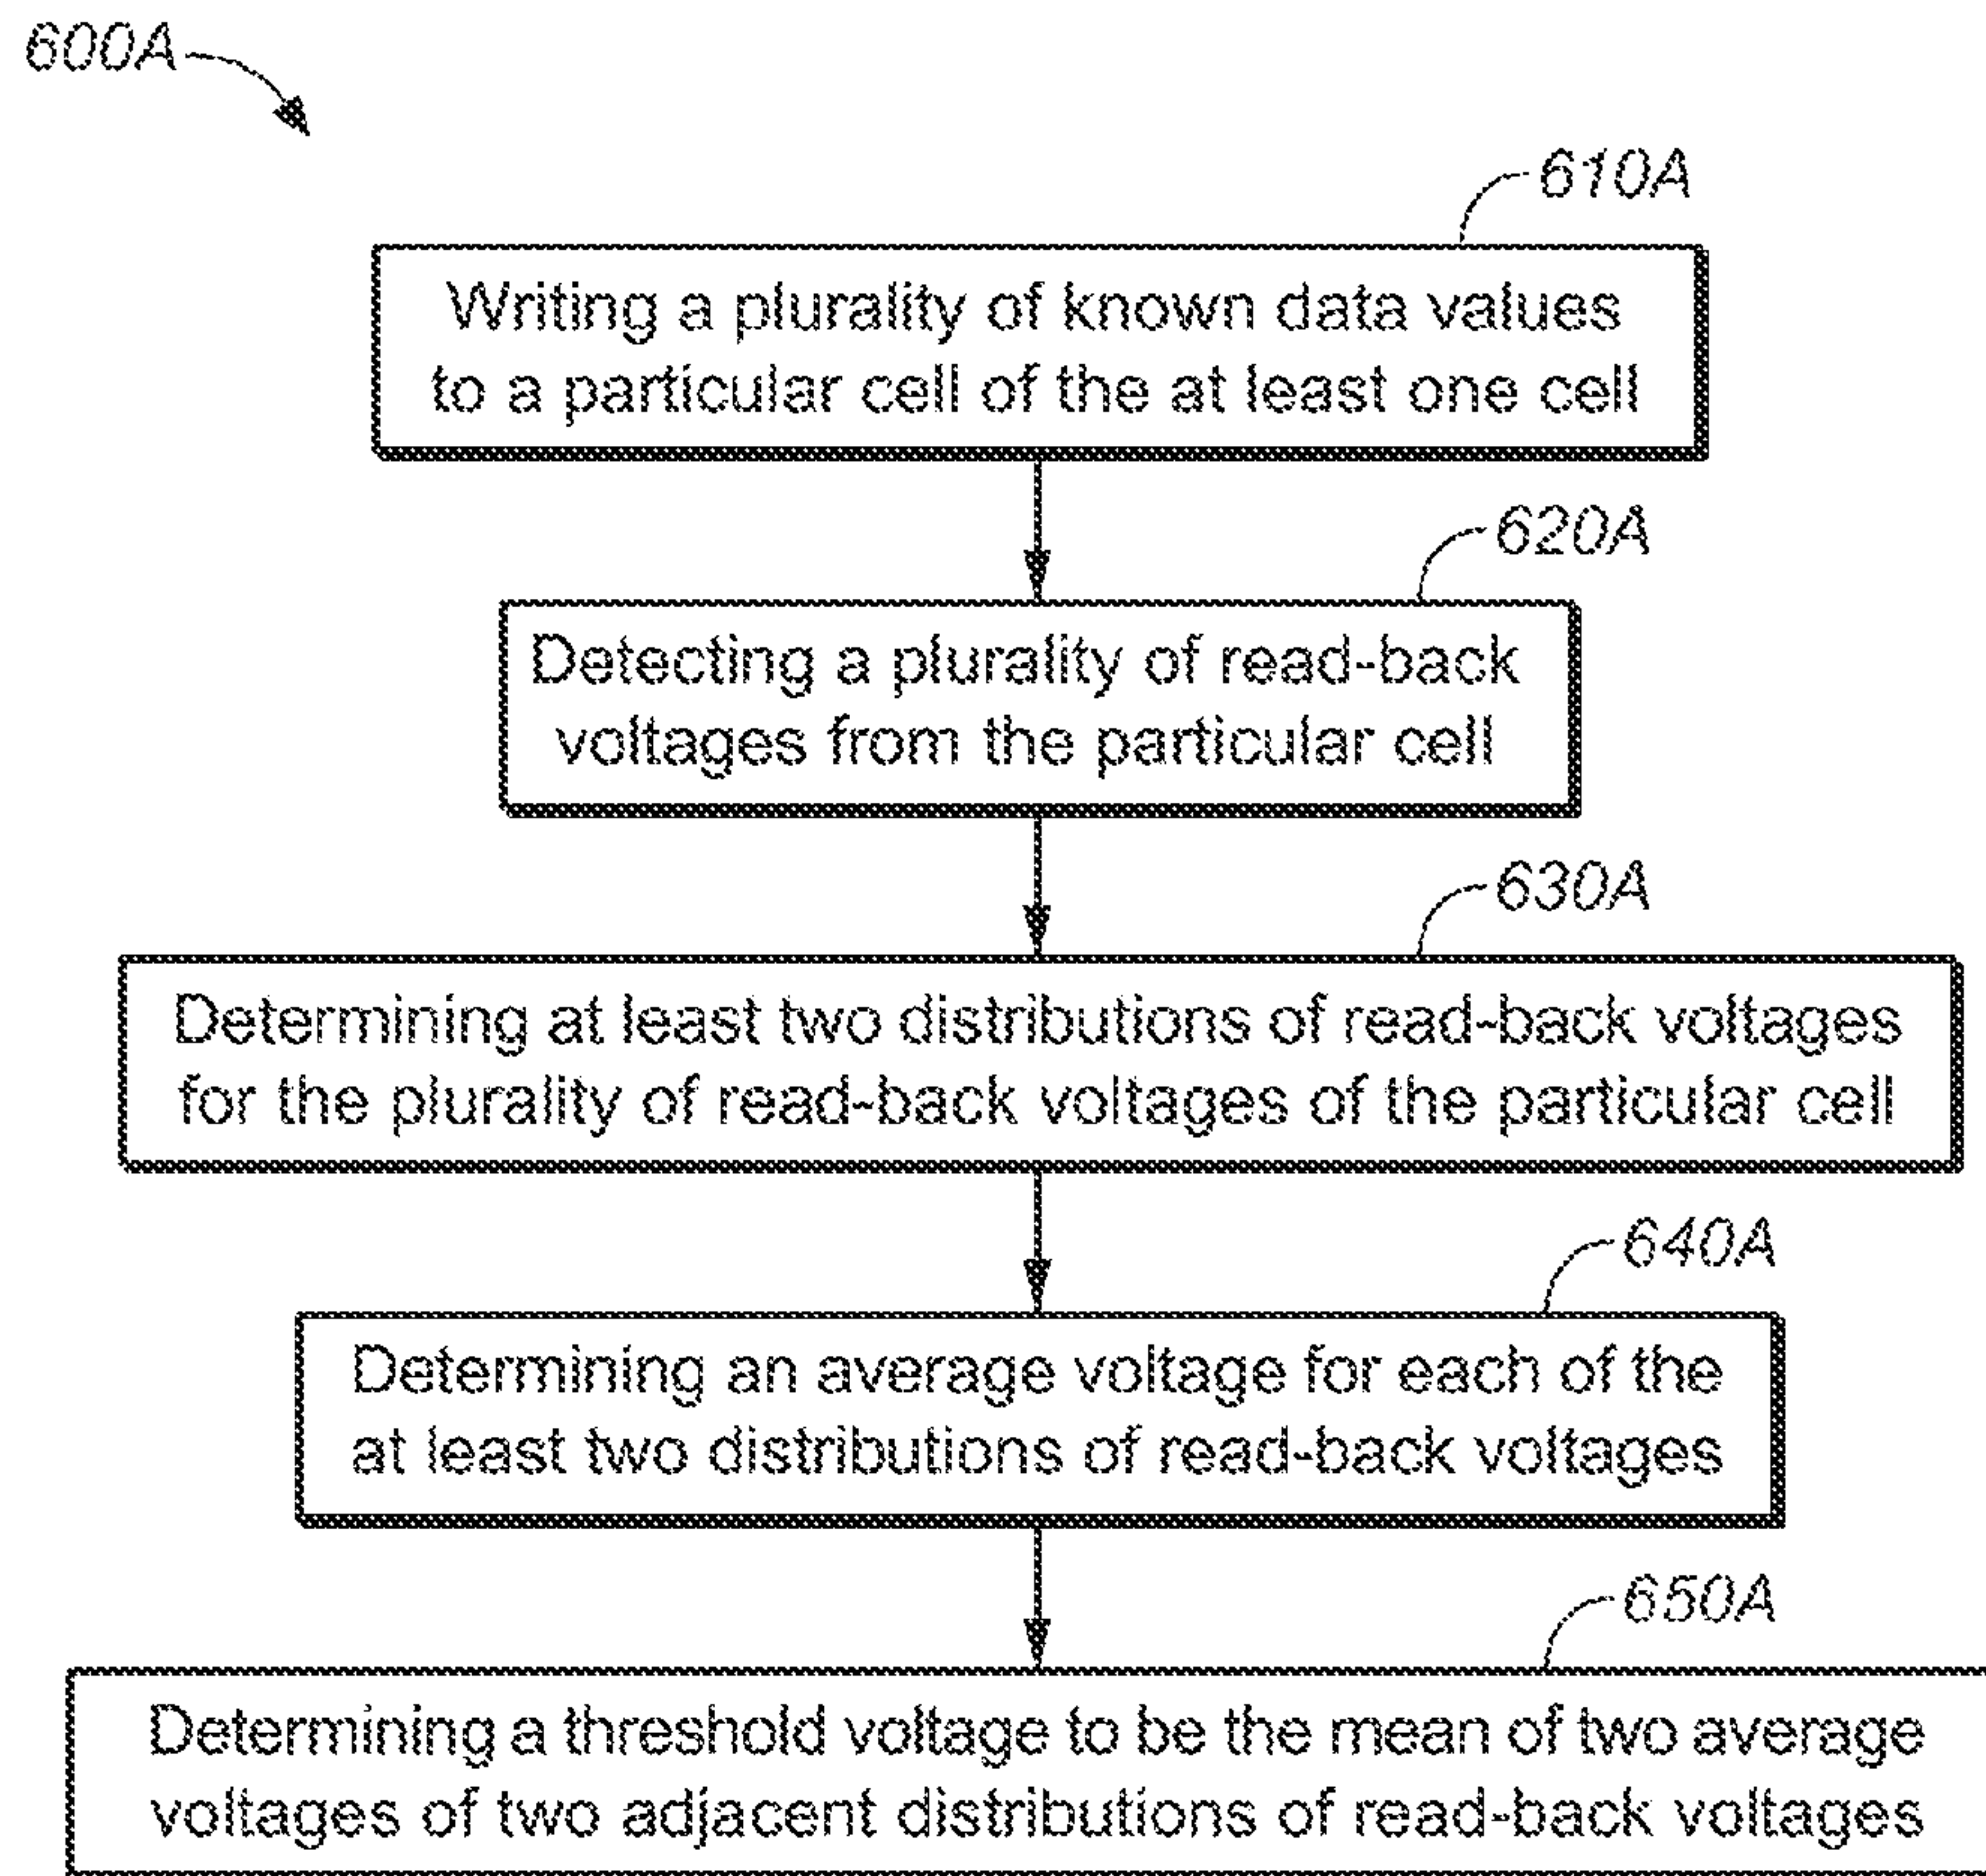 600A
610A
Writing a plurality of known data values
to a particular cell of the at least one cell
620A
Detecting a plurality of read-back
voltages from the particular cell
630A
Determining at least two distributions of read-back voltages
for the plurality of read-back voltages of the particular cell
640A
Determining an average voltage for each of the
at least two distributions of read-back voltages
650A
Determining a threshold voltage to be the mean of two average
voltages of two adjacent distributions of read-back voltages